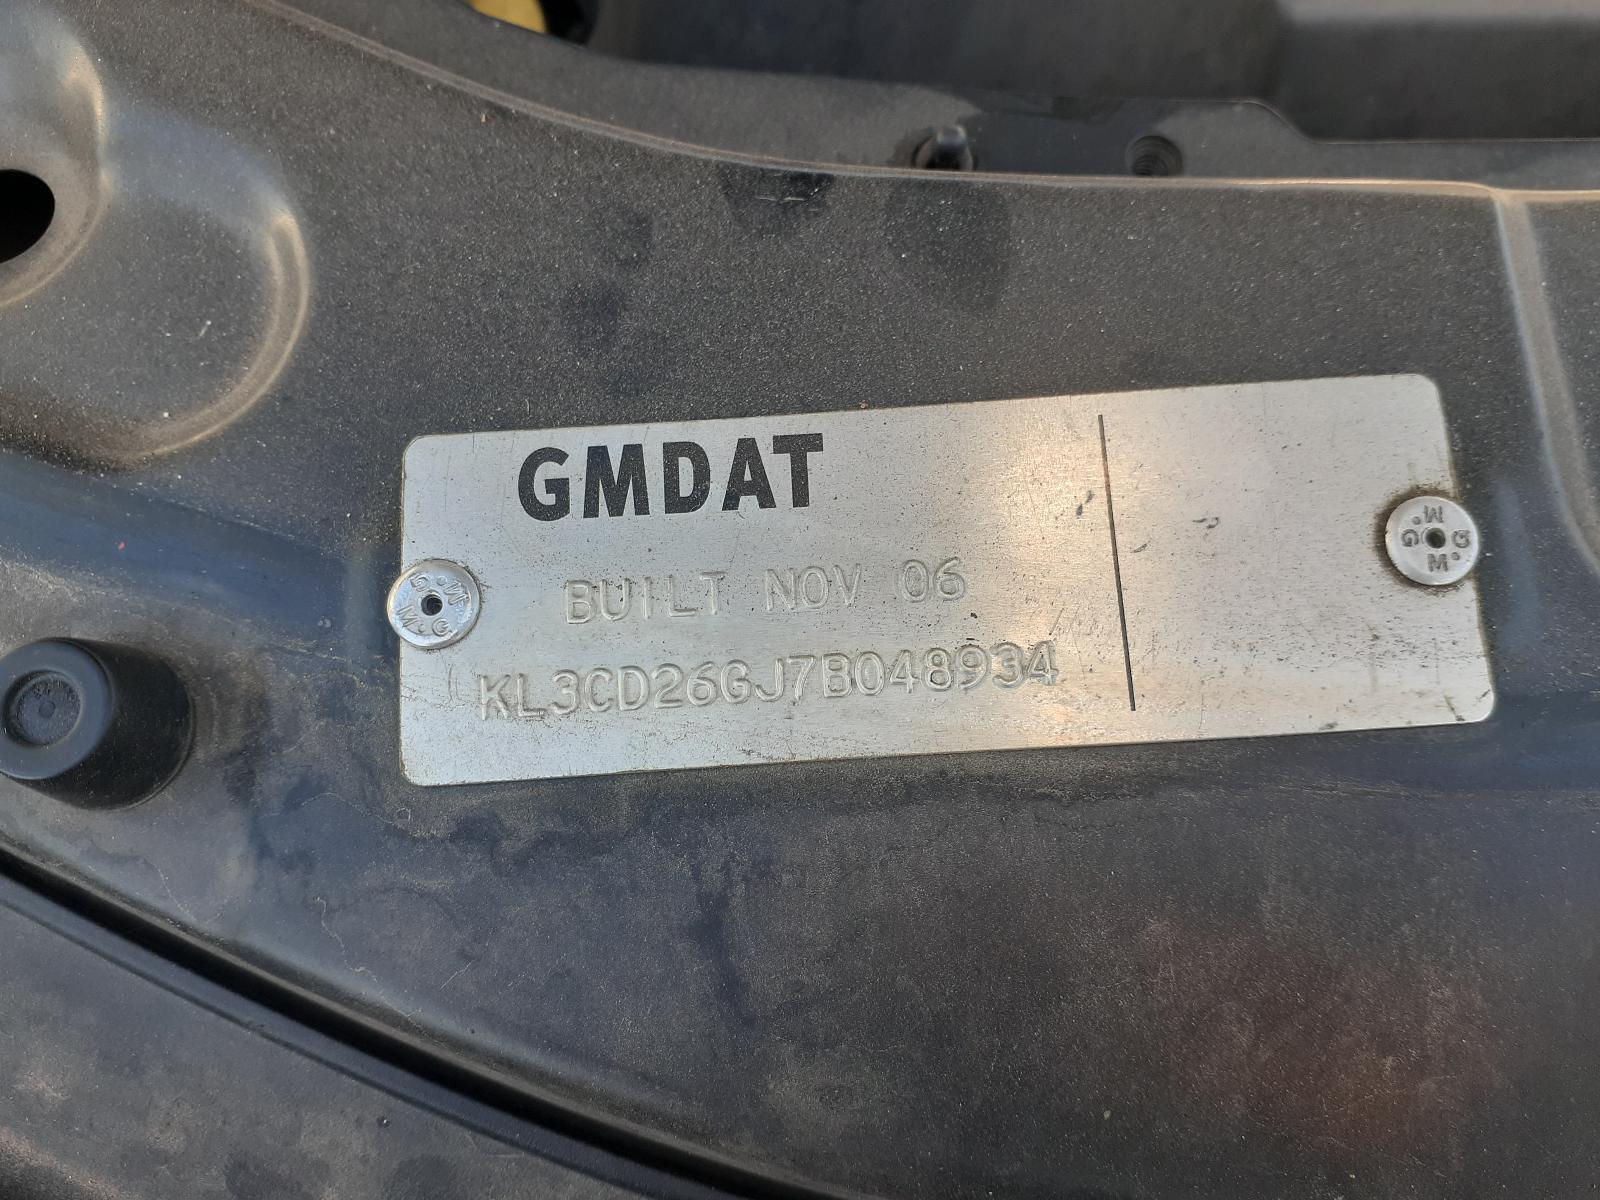 GMDAT
BUILT NOV 06
KL3CD26GJ7B048934